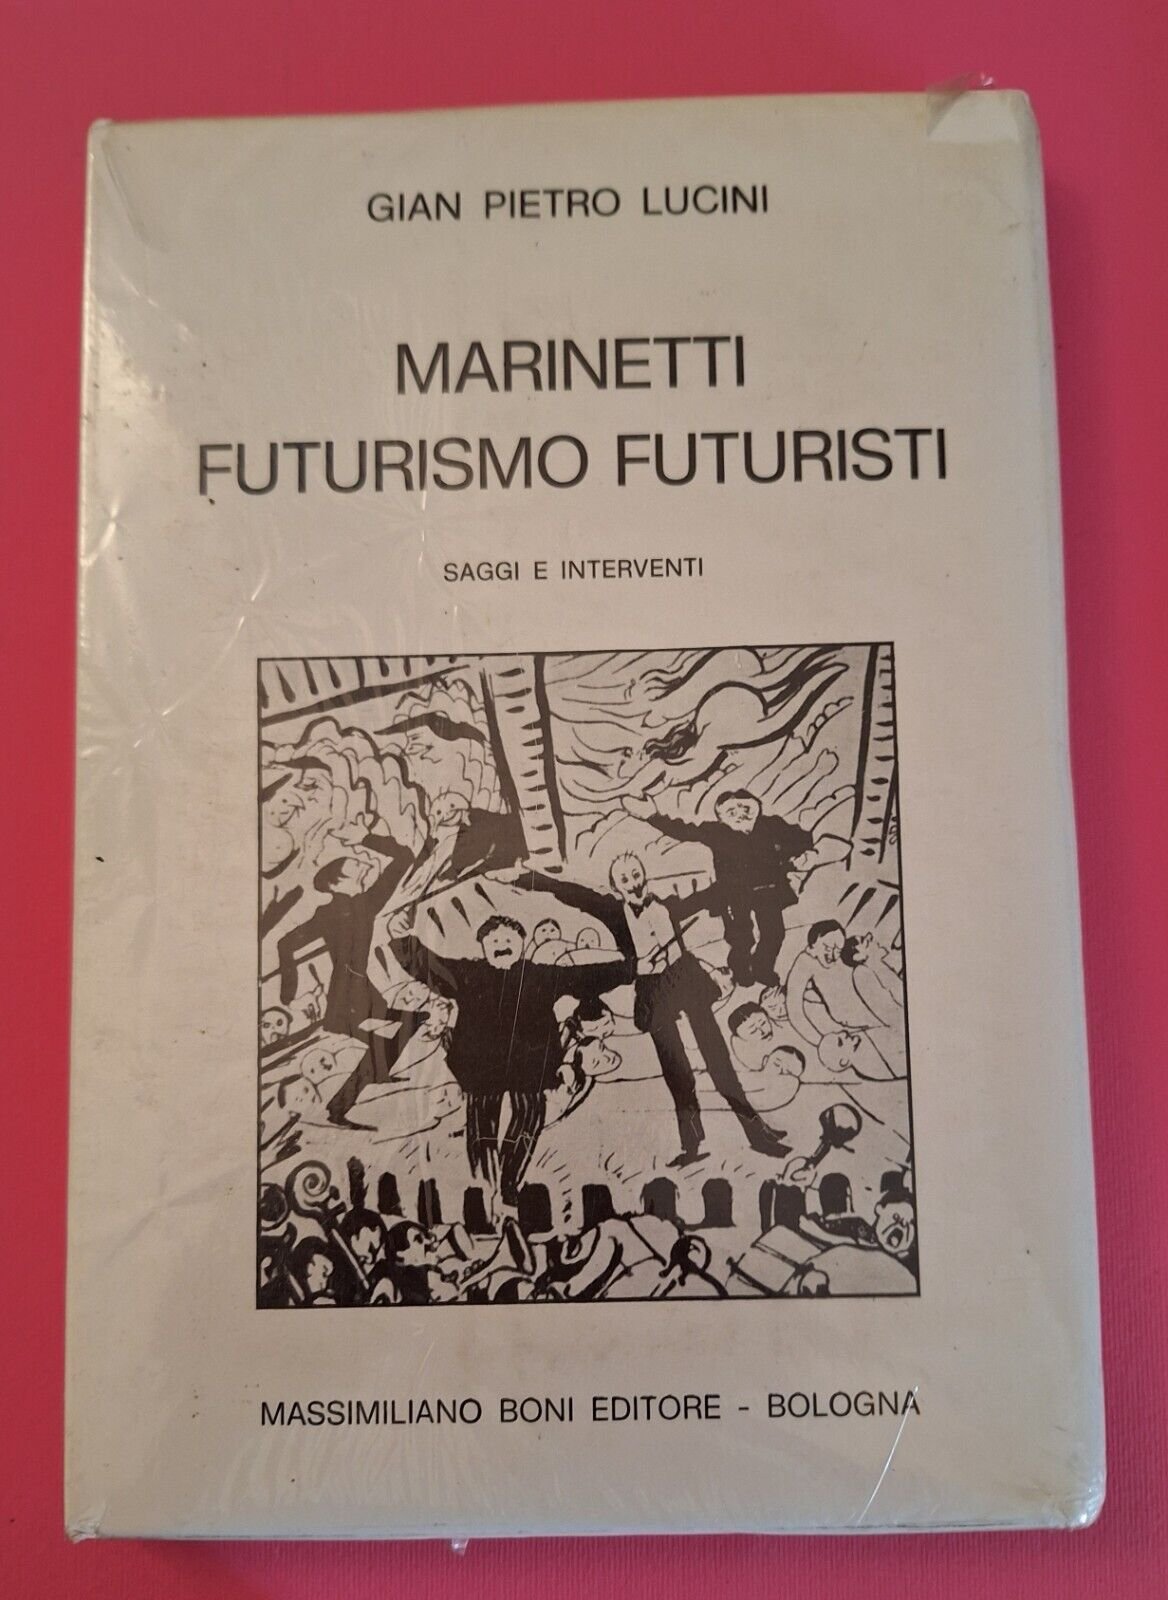 GIAN PIETRO LUCINI
MARINETTI
FUTURISMO FUTURISTI
SAGGI E INTERVENTI
MASSIMILIANO BONI EDITORE - BOLOGNA